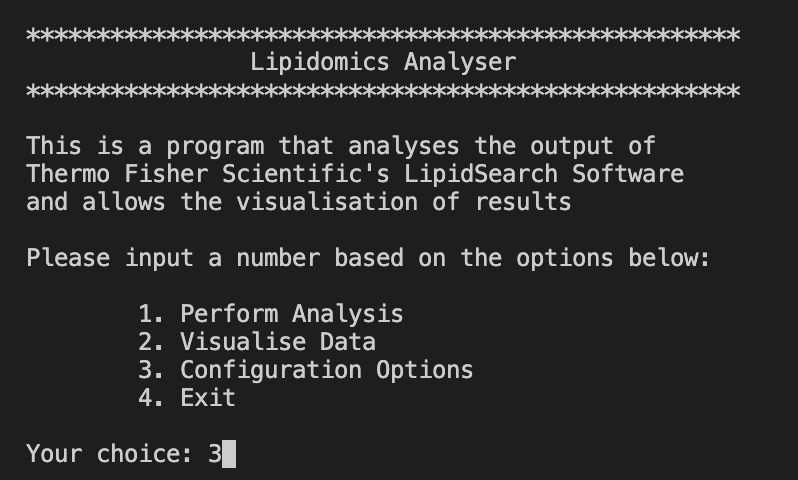 ***************************************************
Lipidomics Analyser
***************************************************
This is a program that analyses the output of
Thermo Fisher Scientific's LipidSearch Software
and allows the visualisation of results
Please input a number based on the options below:
1. Perform Analysis
2. Visualise Data
3. Configuration Options
4. Exit
Your choice: 3